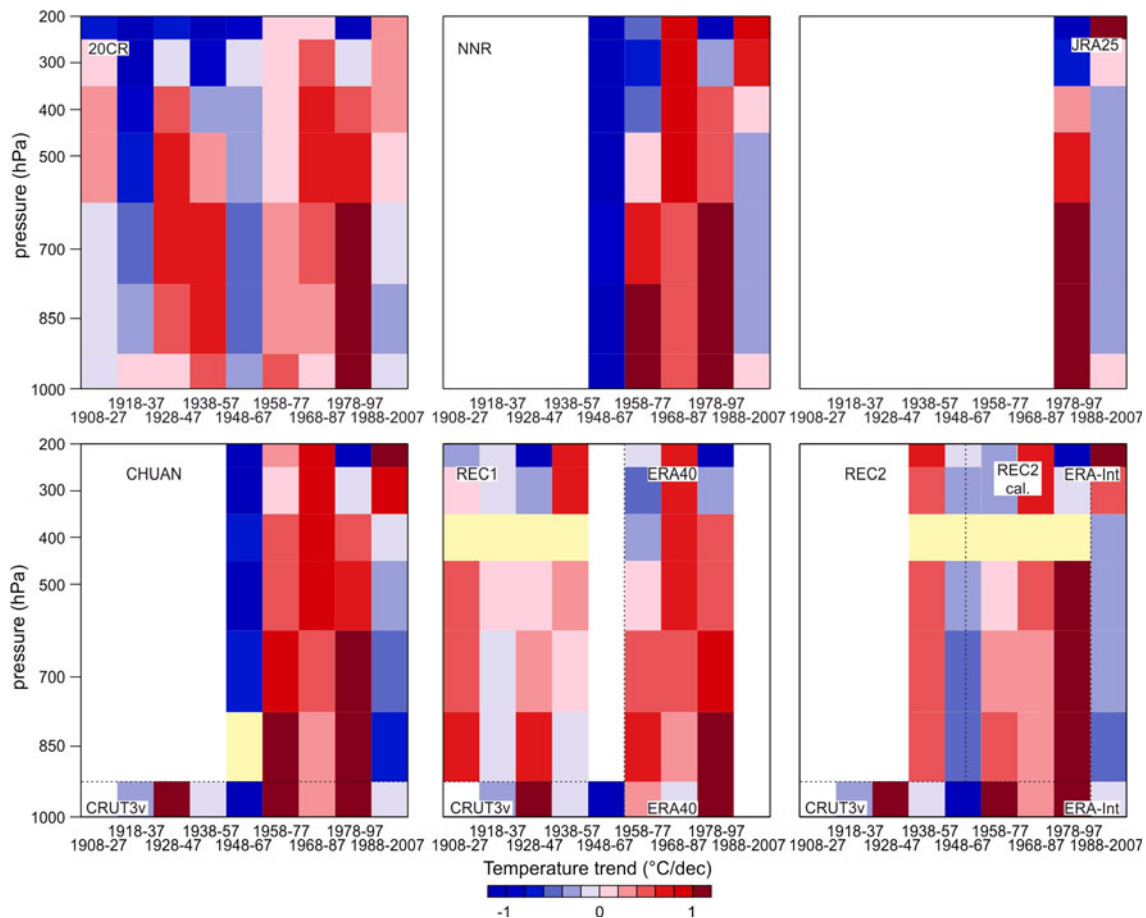 200
300
400
500
700
850
1000
pressure (hPa)
20CR
NNR
JRA25
1918-37 1938-57 1958-77 1978-97
1908-27 1928-47 1948-67 1968-87 1988-2007
1918-37 1938-57 1958-77 1978-97
1908-27 1928-47 1948-67 1968-87 1988-2007
1918-37 1938-57 1958-77 1978-97
1908-27 1928-47 1948-67 1968-87 1988-2007
200
300
400
500
700
850
1000
pressure (hPa)
CHUAN
CRUT3v
REC1
ERA40
CRUT3v
ERA40
REC2
REC2
cal.
ERA-Int
CRUT3v
ERA-Int
1918-37 1938-57 1958-77 1978-97
1908-27 1928-47 1948-67 1968-87 1988-2007
1918-37 1938-57 1958-77 1978-97
1908-27 1928-47 1948-67 1968-87 1988-2007
1918-37 1938-57 1958-77 1978-97
1908-27 1928-47 1948-67 1968-87 1988-2007
Temperature trend (°C/dec)
-1 0 1